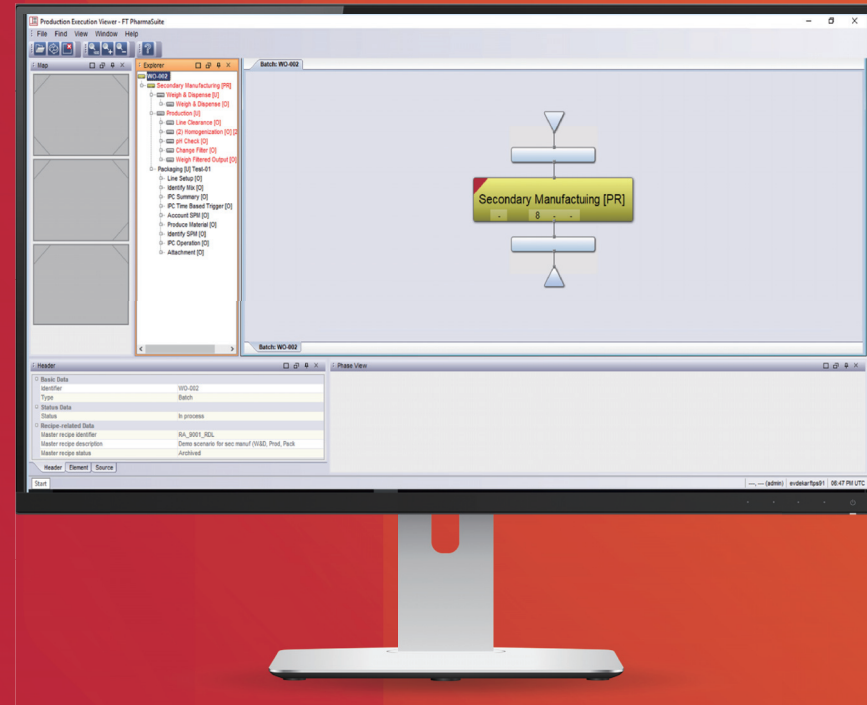 Production Execution Viewer - FT PharmaSuite
File Find View Window Help
Map
Explorer
Batch: WO-002
WO-002
Secondary Manufacturing [PR]
Weigh & Dispense [U]
Weigh & Dispense [O]
Production [U]
Line Clearance [O]
(2) Homogenization [O] [2
pH Check [O]
Change Filter [O]
Weigh Filtered Output [O]
Packaging [U] Test-01
Line Setup [O]
Identify Mix [O]
IPC Summary [O]
IPC Time Based Trigger [O]
Account SPM [O]
Produce Material [O]
Identify SPM [O]
IPC Operation [O]
Attachment [O]
Secondary Manufactuing [PR]
- 8 - -
Batch: WO-002
Header
Phase View
Basic Data
Identifier WO-002
Type Batch
Status Data
Status In process
Recipe-related Data
Master recipe identifier RA_9001_RDL
Master recipe description Demo scenario for sec manuf (W&D, Prod, Pack
Master recipe status Archived
Header Element Source
Start
---, --- (admin) evdekarftps91 06:47 PM UTC